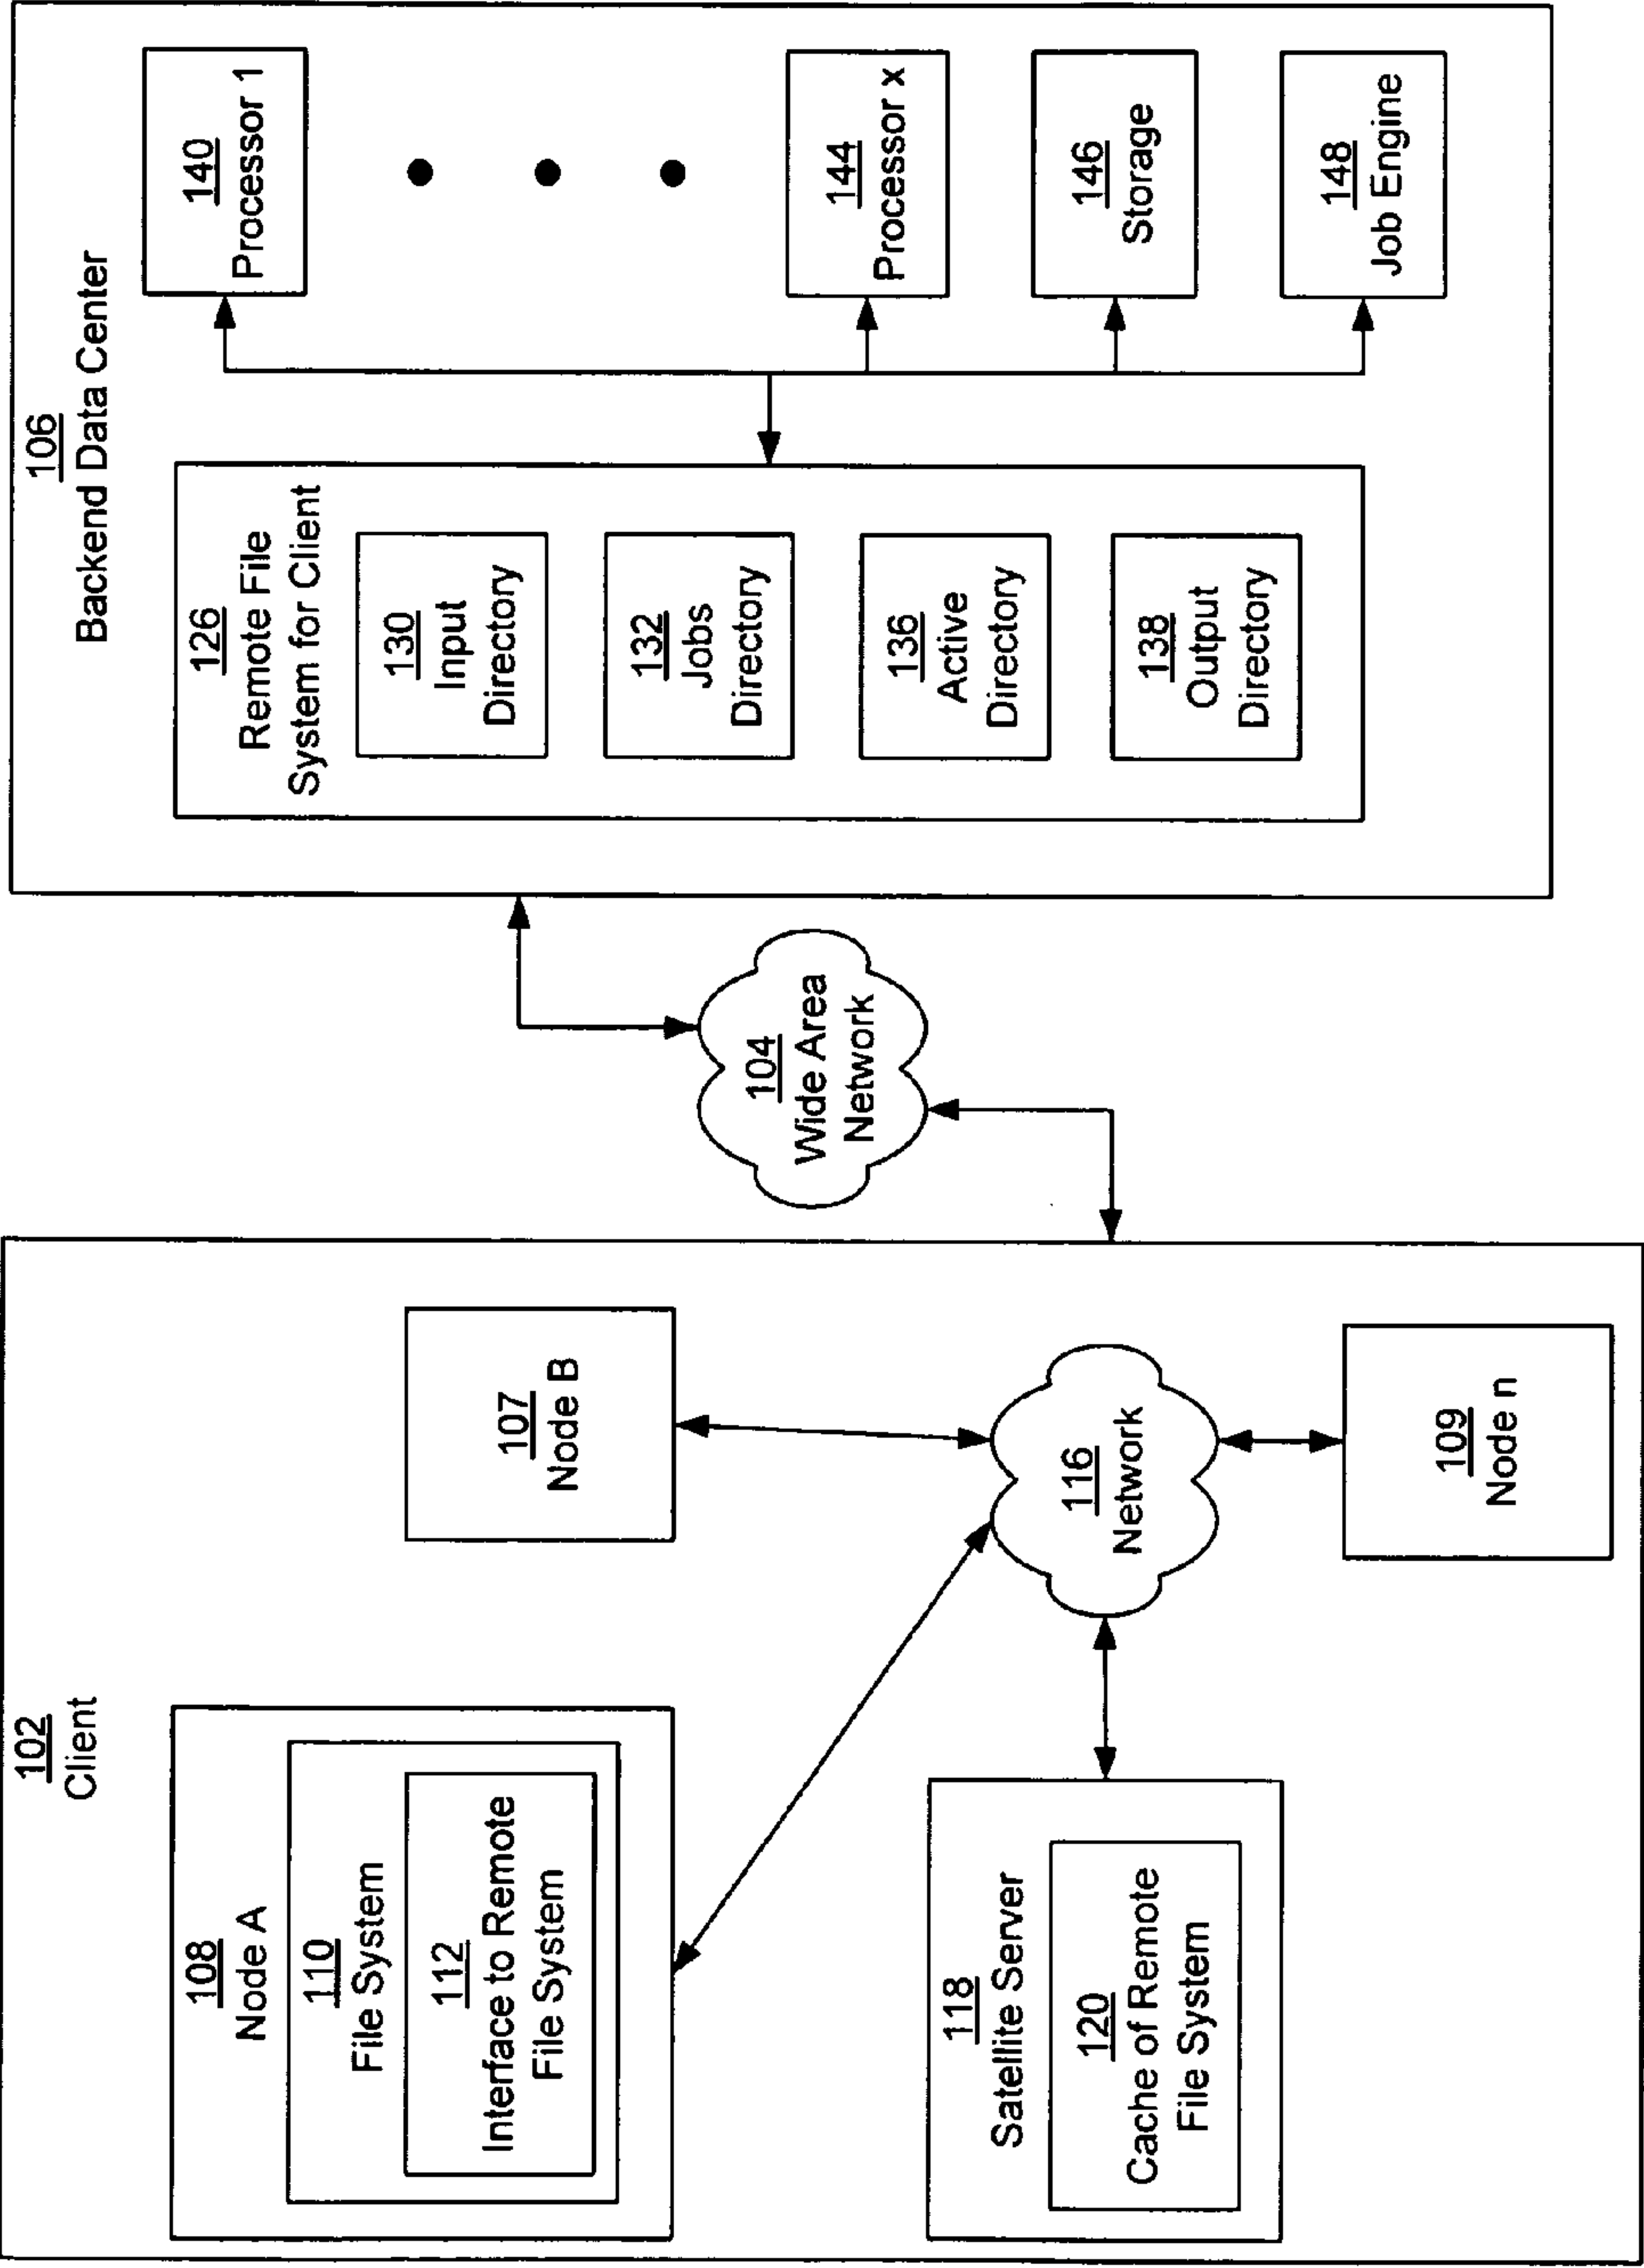 102
Client
108
Node A
110
File System
112
Interface to Remote
File System
107
Node B
118
Satellite Server
120
Cache of Remote
File System
116
Network
109
Node n
104
Wide Area
Network
106
Backend Data Center
126
Remote File
System for Client
130
Input
Directory
132
Jobs
Directory
136
Active
Directory
138
Output
Directory
140
Processor 1
144
Processor x
146
Storage
148
Job Engine